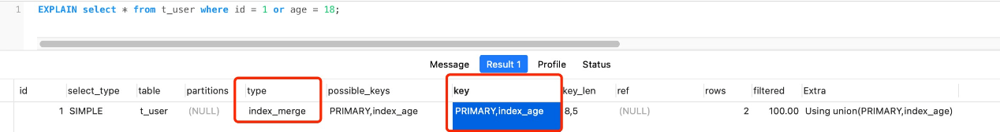 1 EXPLAIN select * from t_user where id = 1 or age = 18;
Message Result 1 Profile Status
id select_type table partitions type possible_keys key key_len ref rows filtered Extra
1 SIMPLE t_user (NULL) index_merge PRIMARY,index_age PRIMARY,index_age 8,5 (NULL) 2 100.00 Using union(PRIMARY,index_age)